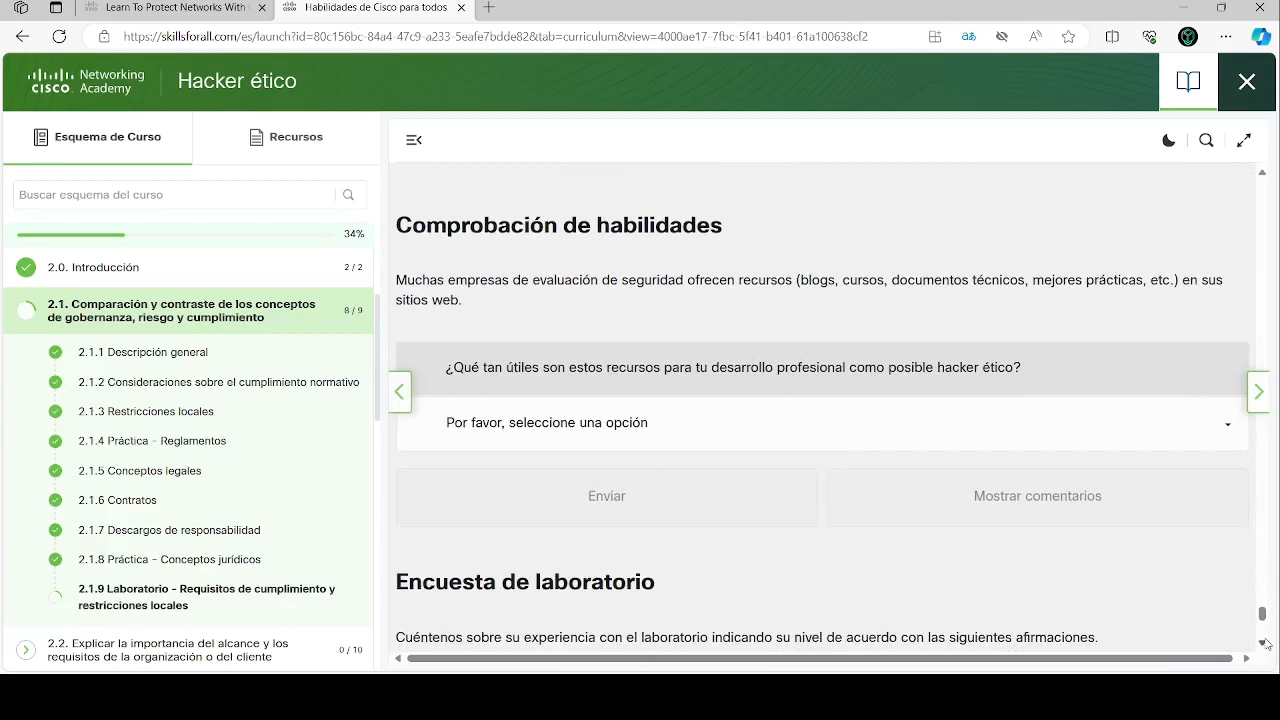 Learn To Protect Networks With
Habilidades de Cisco para todos
https://skillsforall.com/es/launch?id=80c156bc-84a4-47c9-a233-5eafe7bdde82&tab=curriculum&view=4000ae17-7fbc-5f41-b401-61a100638cf2
Networking
CISCO Academy
Hacker ético
Esquema de Curso
Recursos
Buscar esquema del curso
34%
2.0. Introducción 2 / 2
2.1. Comparación y contraste de los conceptos
de gobernanza, riesgo y cumplimiento
8 / 9
2.1.1 Descripción general
2.1.2 Consideraciones sobre el cumplimiento normativo
2.1.3 Restricciones locales
2.1.4 Práctica - Reglamentos
2.1.5 Conceptos legales
2.1.6 Contratos
2.1.7 Descargos de responsabilidad
2.1.8 Práctica - Conceptos jurídicos
2.1.9 Laboratorio - Requisitos de cumplimiento y
restricciones locales
2.2. Explicar la importancia del alcance y los
requisitos de la organización o del cliente
0 / 10
Comprobación de habilidades
Muchas empresas de evaluación de seguridad ofrecen recursos (blogs, cursos, documentos técnicos, mejores prácticas, etc.) en sus
sitios web.
¿Qué tan útiles son estos recursos para tu desarrollo profesional como posible hacker ético?
Por favor, seleccione una opción
Enviar
Mostrar comentarios
Encuesta de laboratorio
Cuéntenos sobre su experiencia con el laboratorio indicando su nivel de acuerdo con las siguientes afirmaciones.